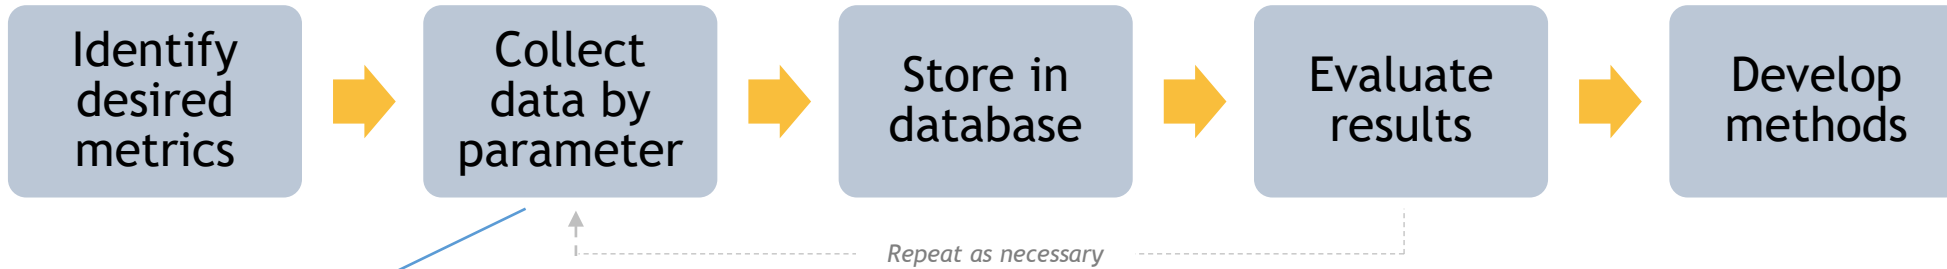 Identify
desired
metrics
Collect
data by
parameter
Store in
database
Evaluate
results
Develop
methods
Repeat as necessary